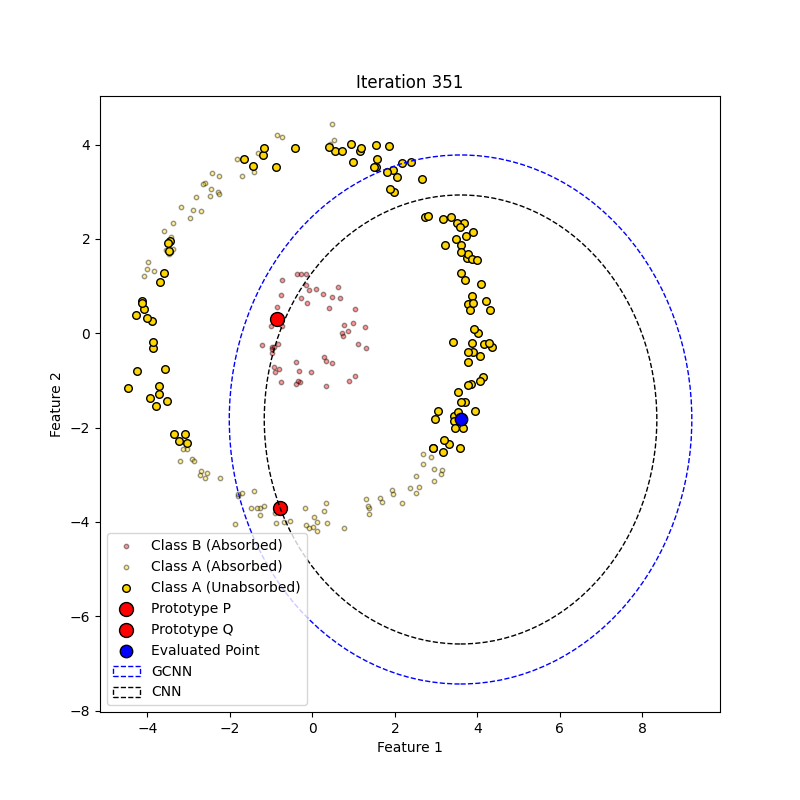 Iteration 351
Feature 2
4
2
0
−2
−4
−6
−8
Class B (Absorbed)
Class A (Absorbed)
Class A (Unabsorbed)
Prototype P
Prototype Q
Evaluated Point
GCNN
CNN
−4 −2 0 2 4 6 8
Feature 1